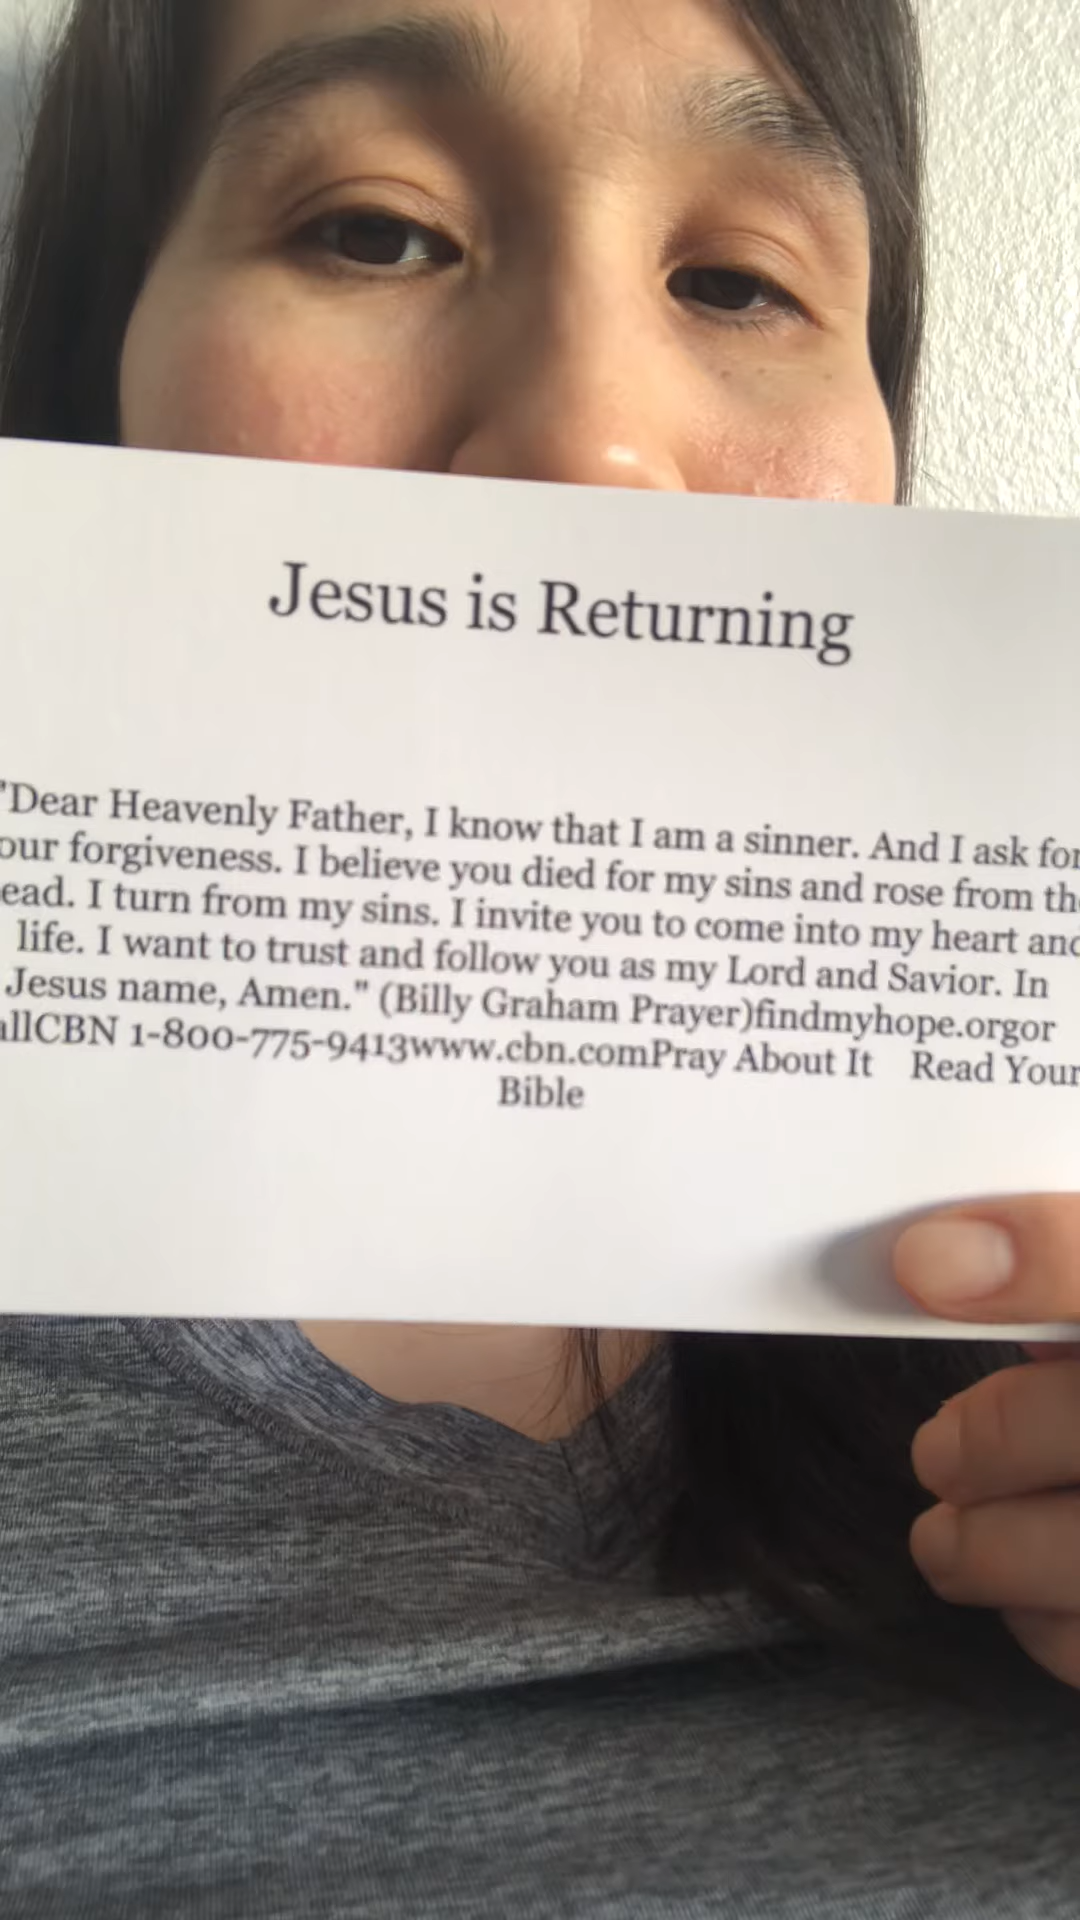 Jesus is Returning
"Dear Heavenly Father, I know that I am a sinner. And I ask for
our forgiveness. I believe you died for my sins and rose from the
ead. I turn from my sins. I invite you to come into my heart and
life. I want to trust and follow you as my Lord and Savior. In
Jesus name, Amen." (Billy Graham Prayer)findmyhope.orgor
allCBN 1-800-775-9413www.cbn.comPray About It Read Your
Bible